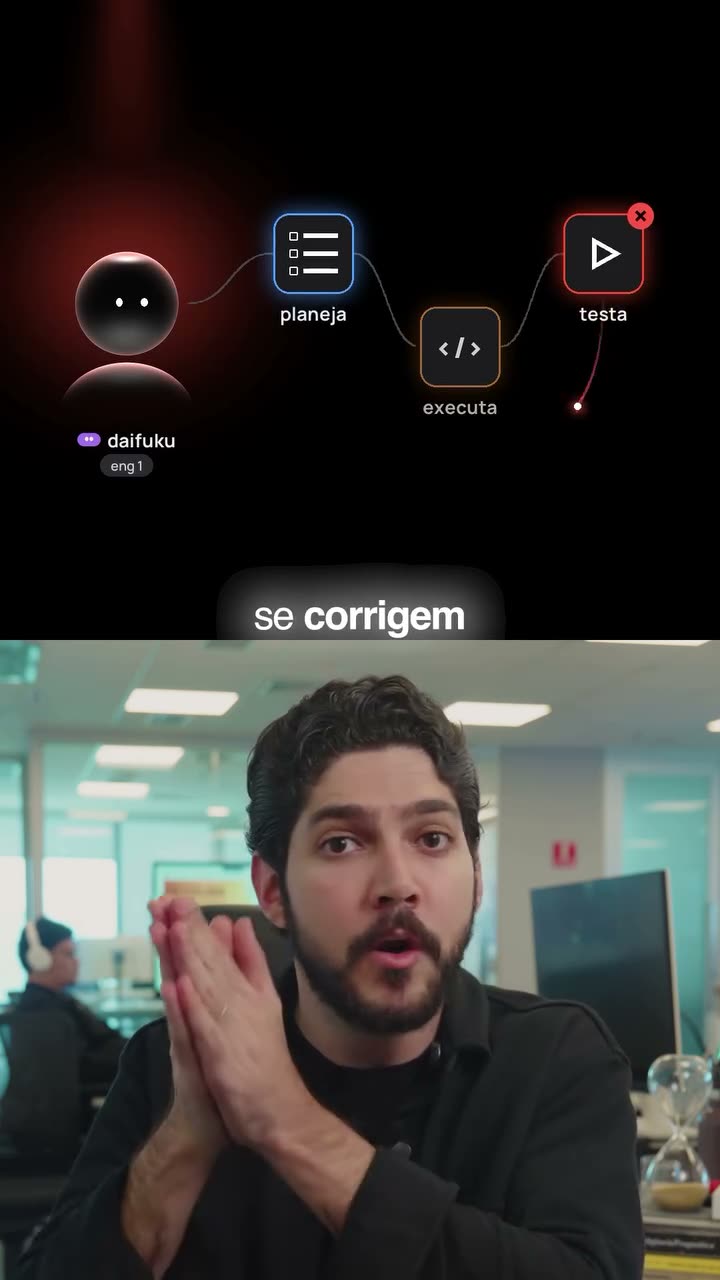 planeja
testa
executa
daifuku
eng 1
se corrigem